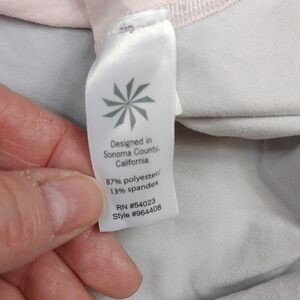 Designed in
Sonoma County,
California
87% polyester/
13% spandex
RN #54023
Style #964408